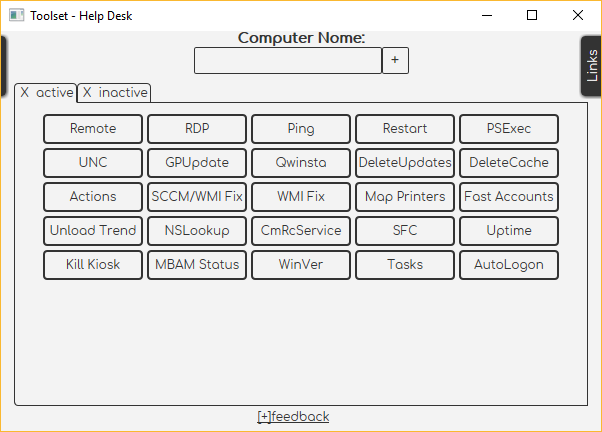 Toolset - Help Desk
Computer Nome:
+
Links
X active X inactive
Remote RDP Ping Restart PSExec
UNC GPUpdate Qwinsta DeleteUpdates DeleteCache
Actions SCCM/WMI Fix WMI Fix Map Printers Fast Accounts
Unload Trend NSLookup CmRcService SFC Uptime
Kill Kiosk MBAM Status WinVer Tasks AutoLogon
[+]feedback